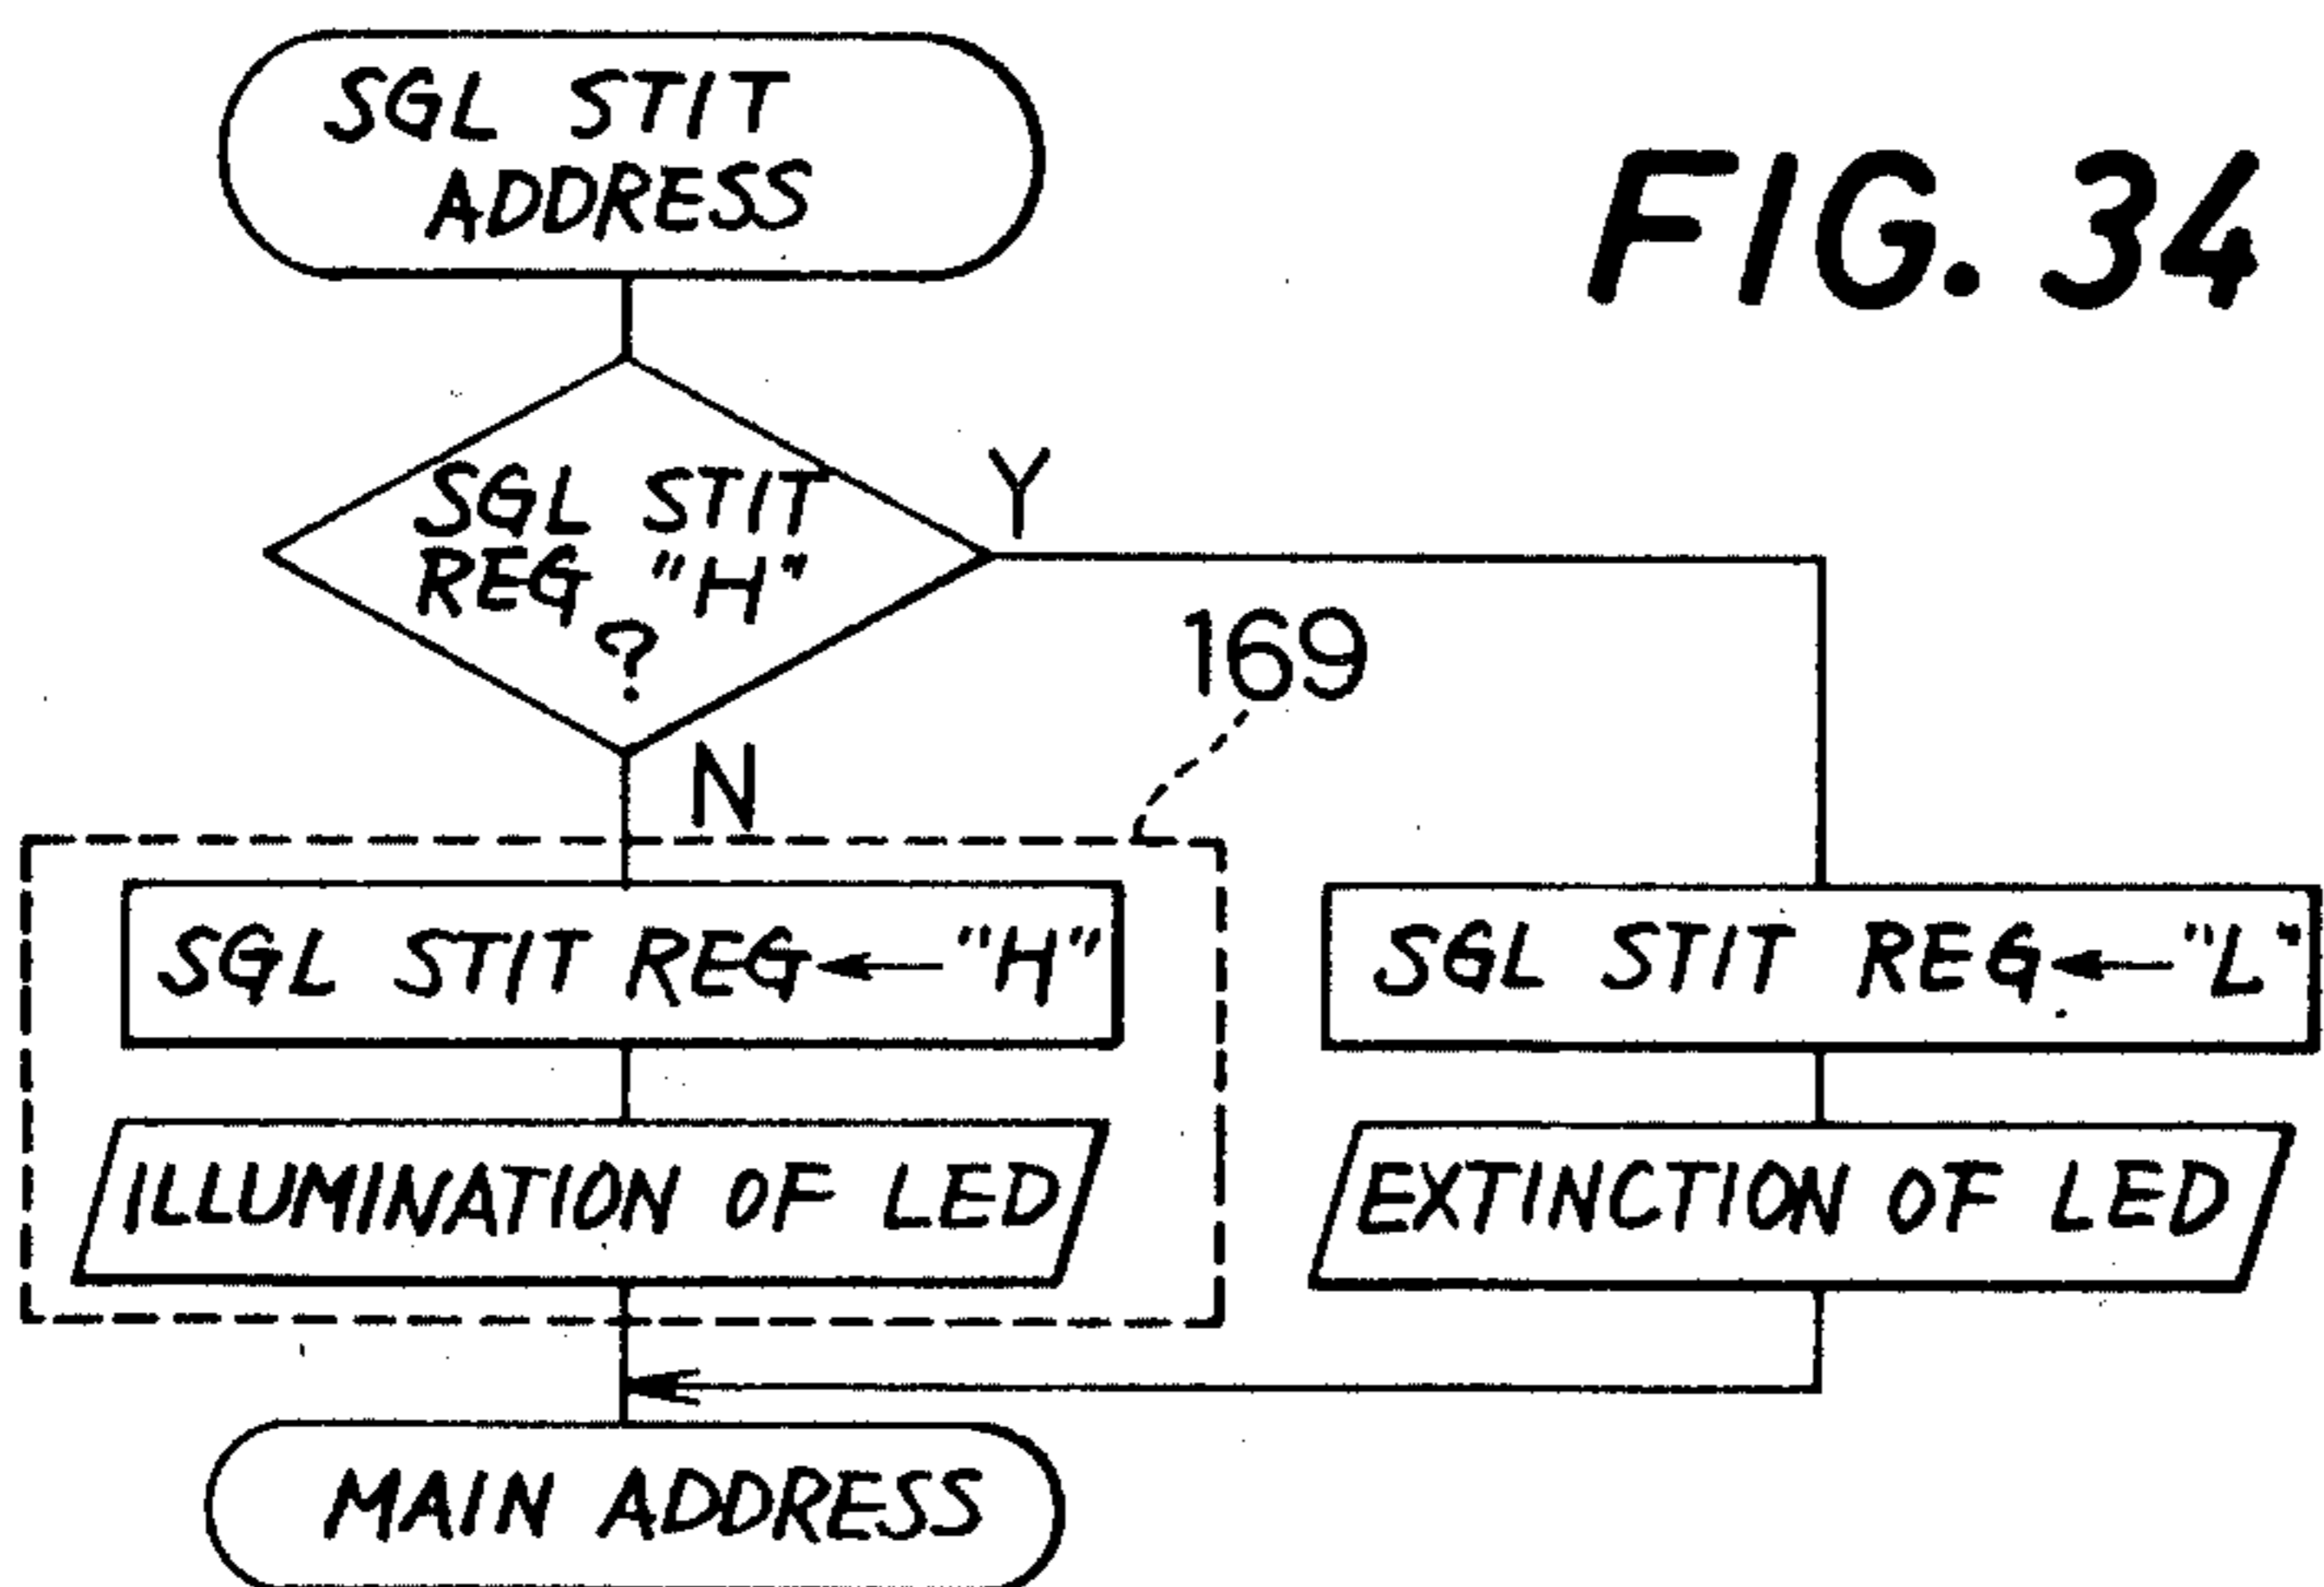 SGL STIT
ADDRESS
FIG. 34
SGL STIT
REG "H"
?
Y
N
169
SGL STIT REG ← "H"
SGL STIT REG ← "L"
ILLUMINATION OF LED
EXTINCTION OF LED
MAIN ADDRESS